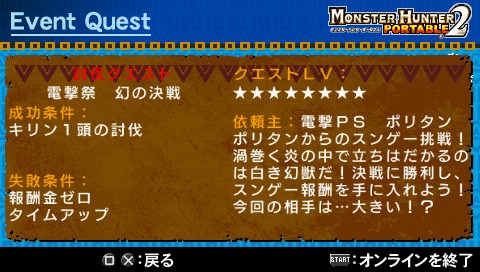 Event Quest
MONSTER HUNTER
PORTABLE 2
討伐クエスト
電撃祭 幻の決戦
成功条件：
キリン１頭の討伐
失敗条件：
報酬金ゼロ
タイムアップ
クエストＬＶ：
★★★★★★★★
依頼主：電撃ＰＳ ポリタン
ポリタンからのスンゲー挑戦！
渦巻く炎の中で立ちはだかるの
は白き幻獣だ！決戦に勝利し、
スンゲー報酬を手に入れよう！
今回の相手は…大きい！？
□×:戻る
START:オンラインを終了